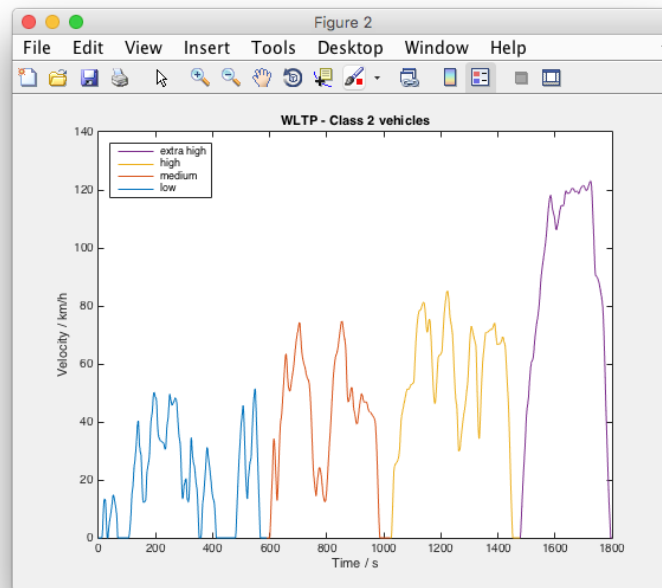 Figure 2
File Edit View Insert Tools Desktop Window Help
WLTP - Class 2 vehicles
140
120
100
80
60
40
20
0
Velocity / km/h
extra high
high
medium
low
0 200 400 600 800 1000 1200 1400 1600 1800
Time / s